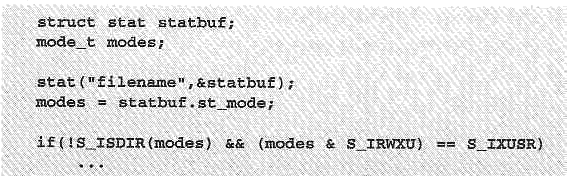 struct stat statbuf;
mode_t modes;
stat("filename",&statbuf);
modes = statbuf.st_mode;
if(!S_ISDIR(modes) && (modes & S_IRWXU) == S_IXUSR)
...